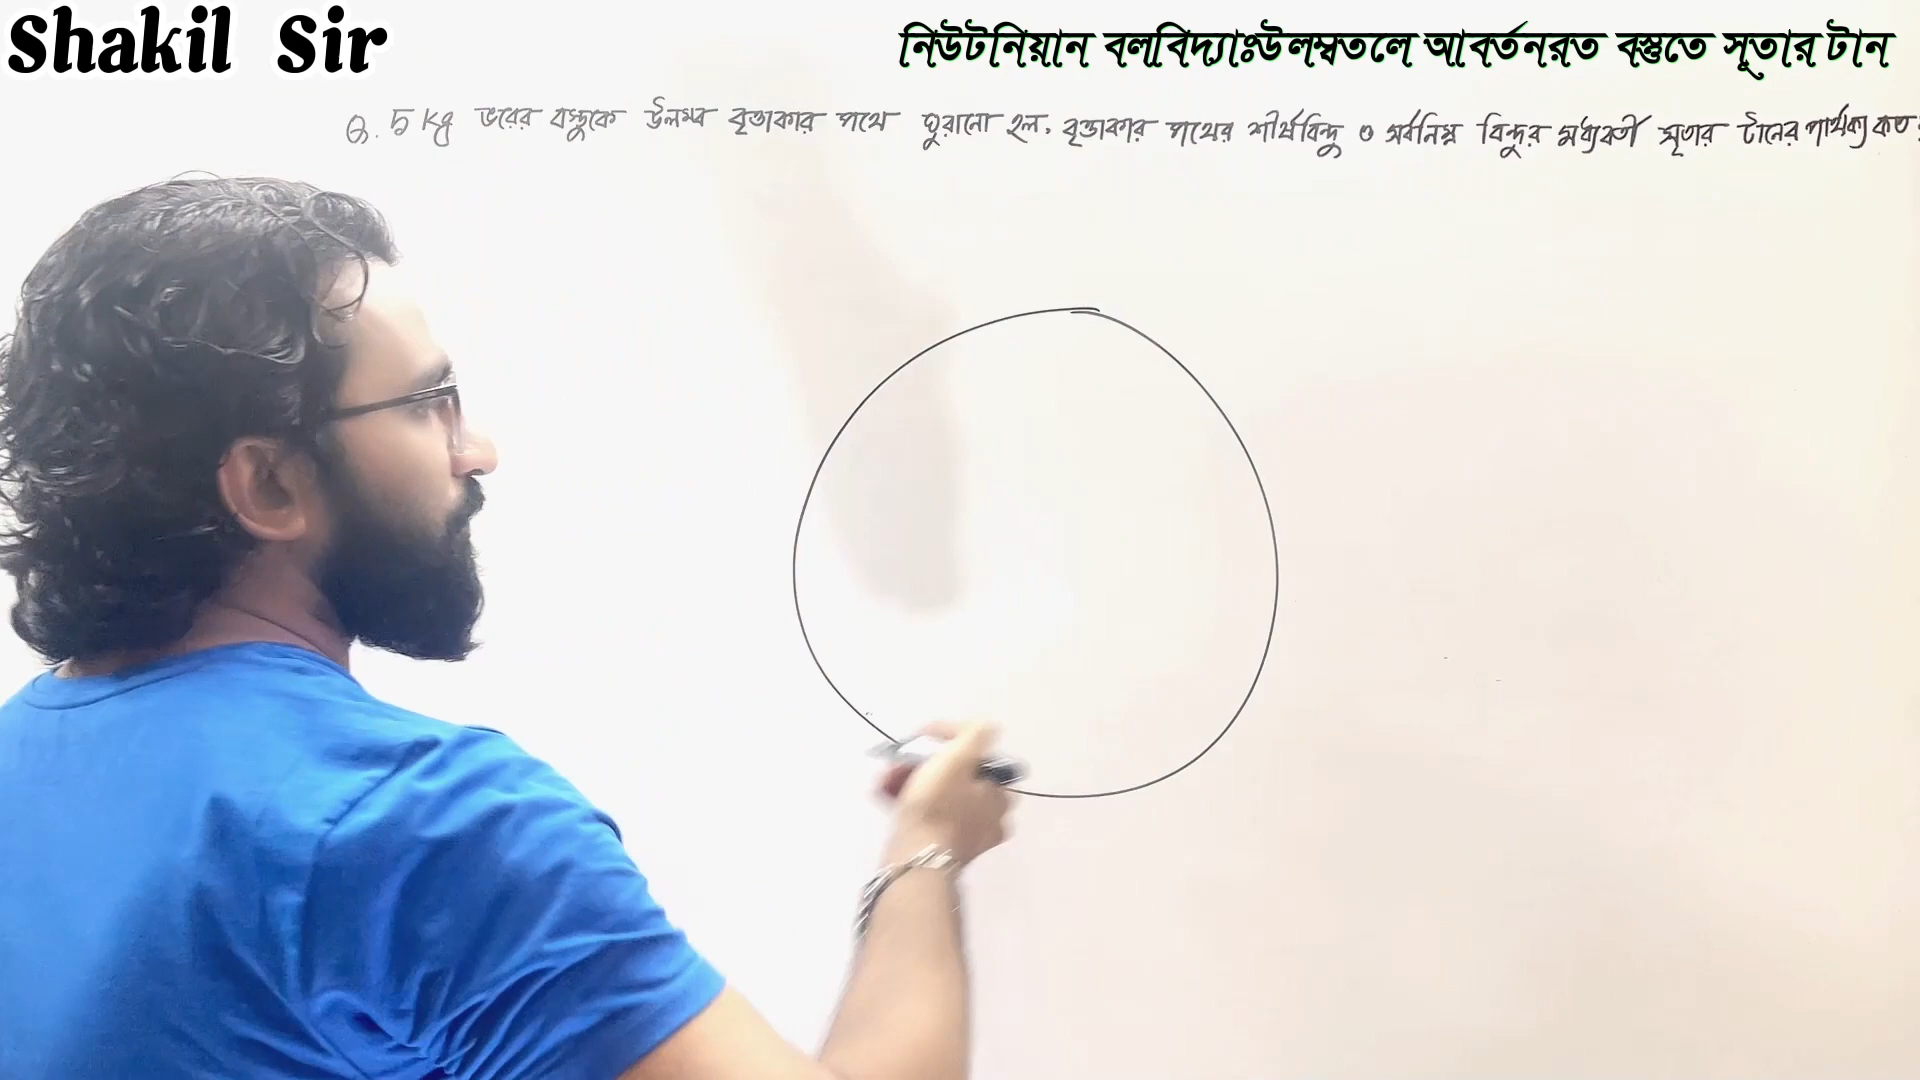 Shakil Sir
নিউটনিয়ান বলবিদ্যাঃউলম্বতলে আবর্তনরত বস্তুতে সূতার টান
Q. 5 kg ভরের বস্তুকে উলম্ব বৃত্তাকার পথে ঘুরানো হল, বৃত্তাকার পথের শীর্ষবিন্দু ও সর্বনিম্ন বিন্দুর মধ্যবর্তী সূতার টানের পার্থক্য কত?